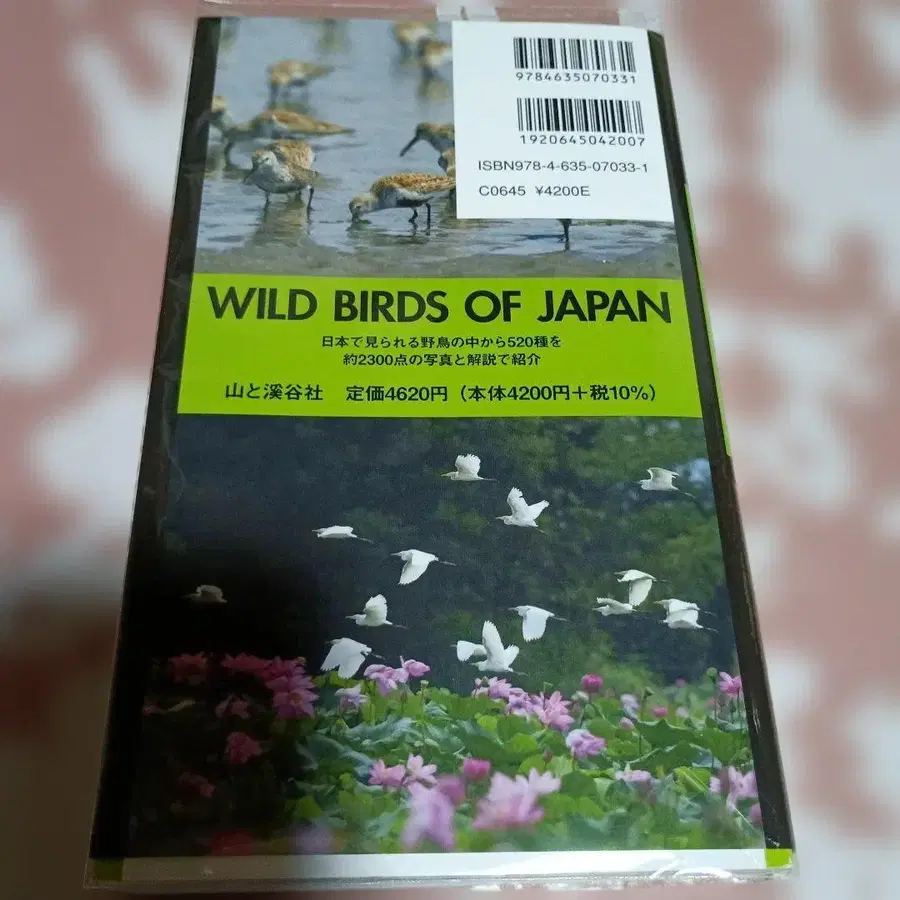 9784635070331
1920645042007
ISBN978-4-635-07033-1
C0645 ¥4200E
WILD BIRDS OF JAPAN
日本で見られる野鳥の中から520種を
約2300点の写真と解説で紹介
山と溪谷社 定価4620円（本体4200円＋税10%）